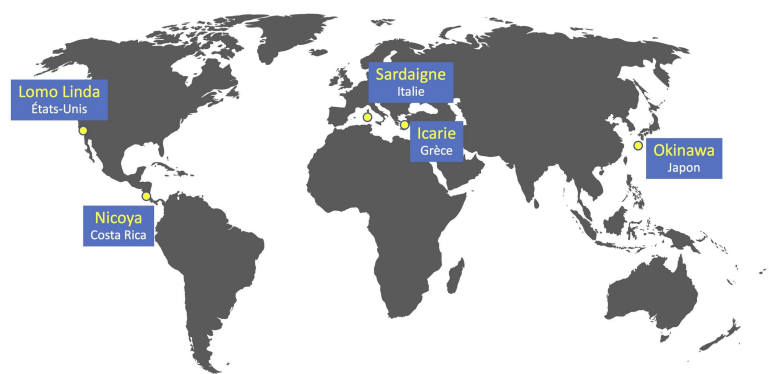 Lomo Linda
États-Unis
Sardaigne
Italie
Icarie
Grèce
Okinawa
Japon
Nicoya
Costa Rica